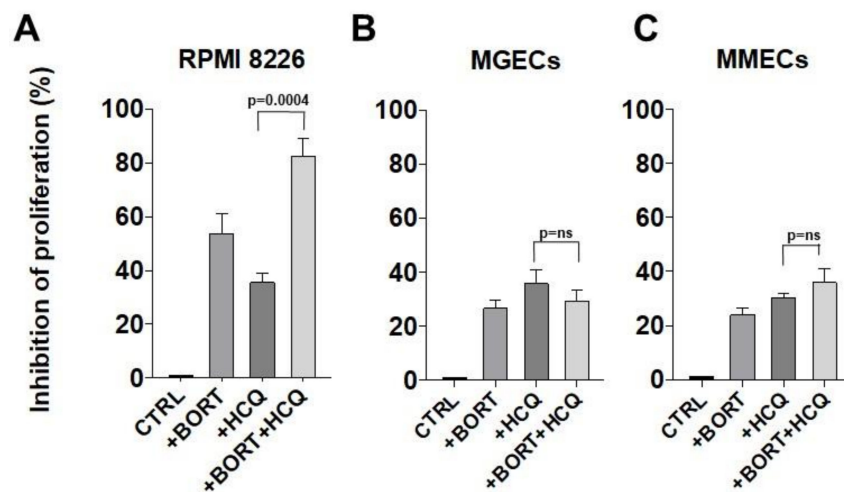 A
B
C
RPMI 8226
MGECs
MMECs
Inhibition of proliferation (%)
p=0.0004
100
80
60
40
20
0
CTRL
+BORT
+HCQ
+BORT+HCQ
p=ns
100
80
60
40
20
0
CTRL
+BORT
+HCQ
+BORT+HCQ
p=ns
100
80
60
40
20
0
CTRL
+BORT
+HCQ
+BORT+HCQ